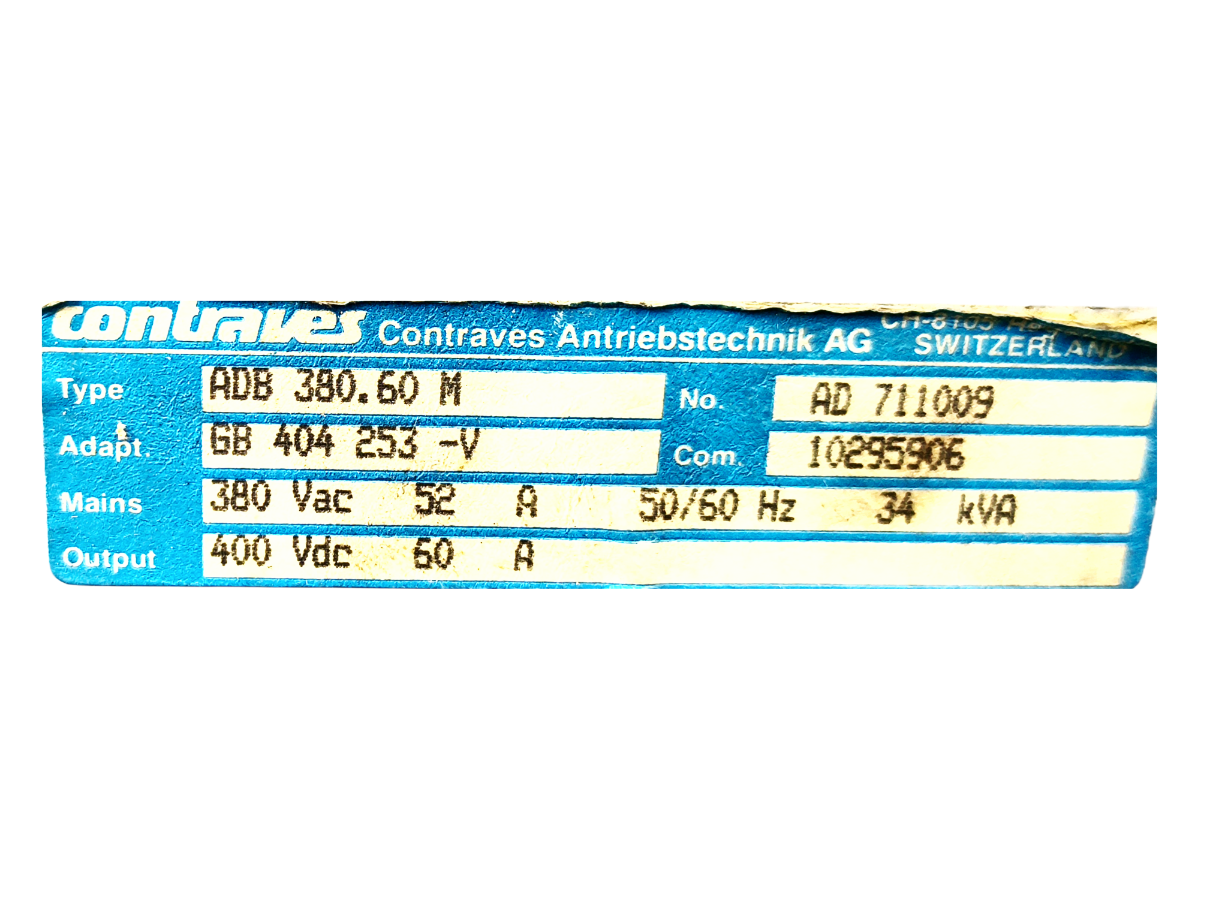 contraves Contraves Antriebstechnik AG SWITZERLAND
Type ADB 380.60 M No. AD 711009
Adapt. GB 404 253 -V Com. 10295906
Mains 380 Vac 52 A 50/60 Hz 34 kVA
Output 400 Vdc 60 A